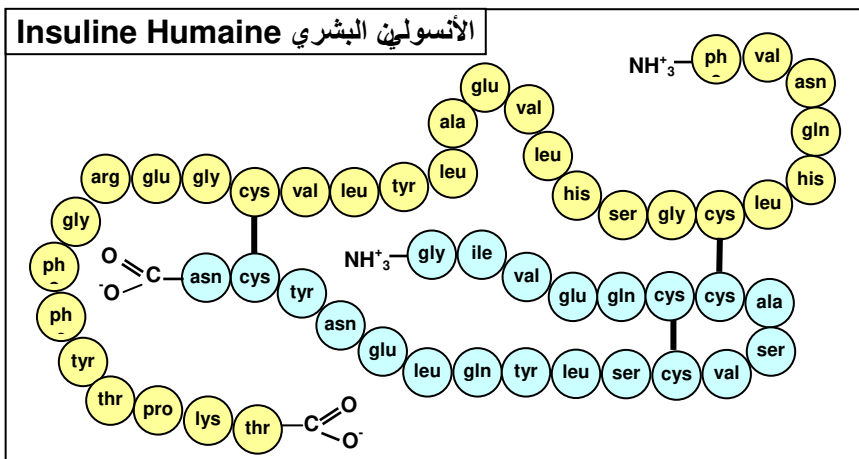 Insuline Humaine الأنسولين البشري
NH+3 ph val asn gln his leu cys gly ser his leu val glu ala leu tyr leu val cys gly glu arg gly ph ph tyr thr pro lys thr C O O-
NH+3 gly ile val glu gln cys cys ala ser val cys ser leu tyr gln leu glu asn tyr cys asn C O -O